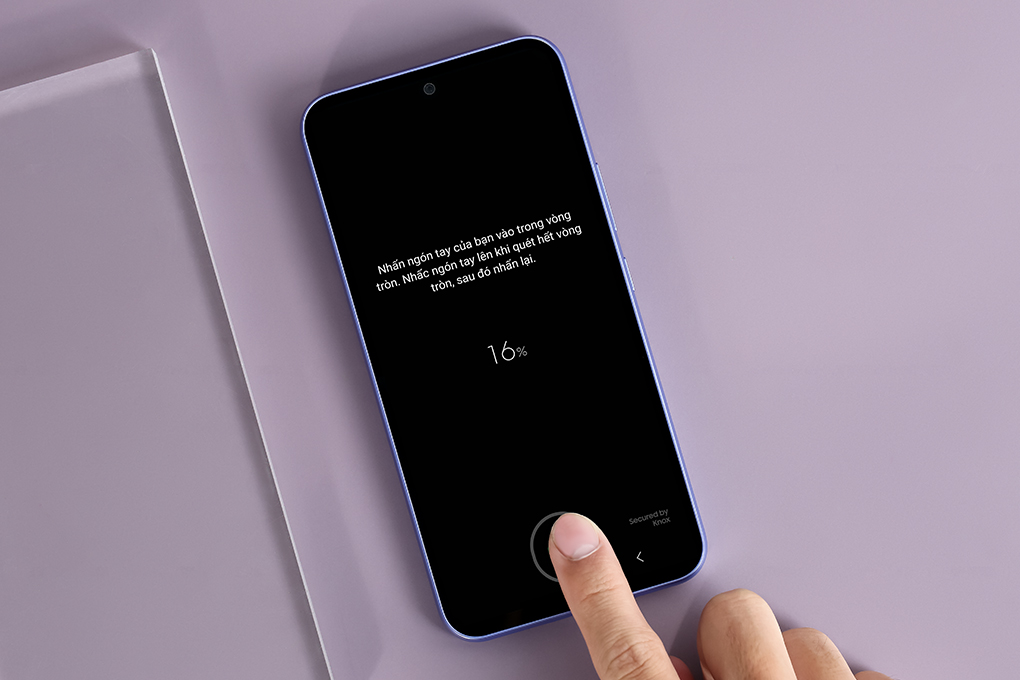 Nhấn ngón tay của bạn vào trong vòng
tròn. Nhấc ngón tay lên khi quét hết vòng
tròn, sau đó nhấn lại.
16%
Secured by
Knox